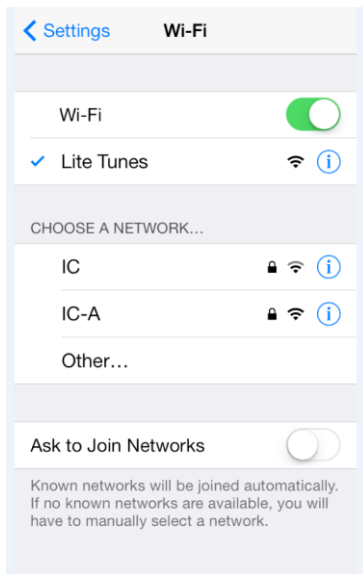 Settings Wi-Fi
Wi-Fi
Lite Tunes
CHOOSE A NETWORK...
IC
IC-A
Other...
Ask to Join Networks
Known networks will be joined automatically.
If no known networks are available, you will
have to manually select a network.